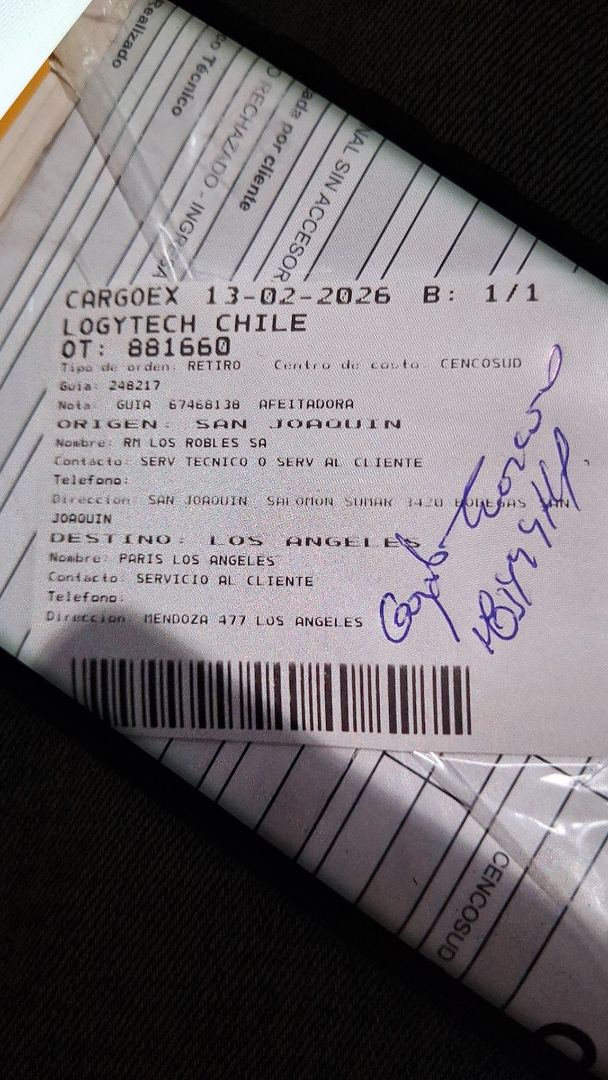 Realizado
co Técnico
O RECHAZADO - INGRESA
ada por cliente
NAL SIN ACCESOR
CARGOEX 13-02-2026 B: 1/1
LOGYTECH CHILE
OT: 881660
Tipo de orden: RETIRO Centro de costo: CENCOSUD
Guia: 248217
Nota: GUIA 67468138 AFEITADORA
ORIGEN: SAN JOAQUIN
Nombre: RM LOS ROBLES SA
Contacto: SERV TECNICO O SERV AL CLIENTE
Telefono:
Direccion: SAN JOAQUIN SALOMON SUMAR 3420 BODEGAS SAN
JOAQUIN
DESTINO: LOS ANGELES
Nombre: PARIS LOS ANGELES
Contacto: SERVICIO AL CLIENTE
Telefono:
Direccion: MENDOZA 477 LOS ANGELES
CENCOSUD